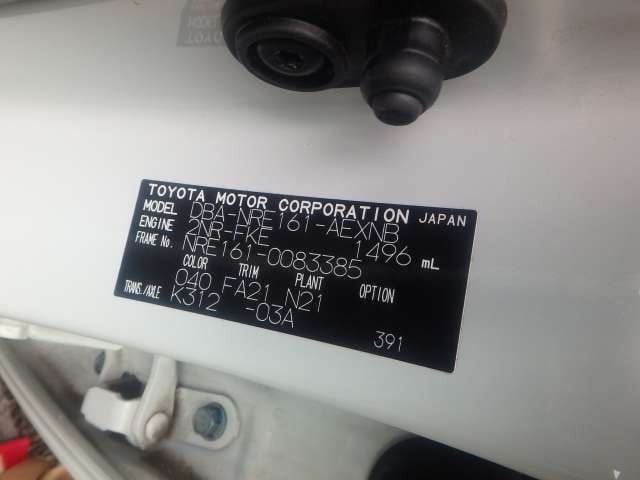 TOYOTA MOTOR CORPORATION JAPAN
MODEL DBA-NRE161-AEXNB
ENGINE 2NR-FKE 1496 mL
FRAME No. NRE161-0083385
COLOR TRIM PLANT OPTION
040 FA21 N21
TRANS./AXLE K312 -03A
391